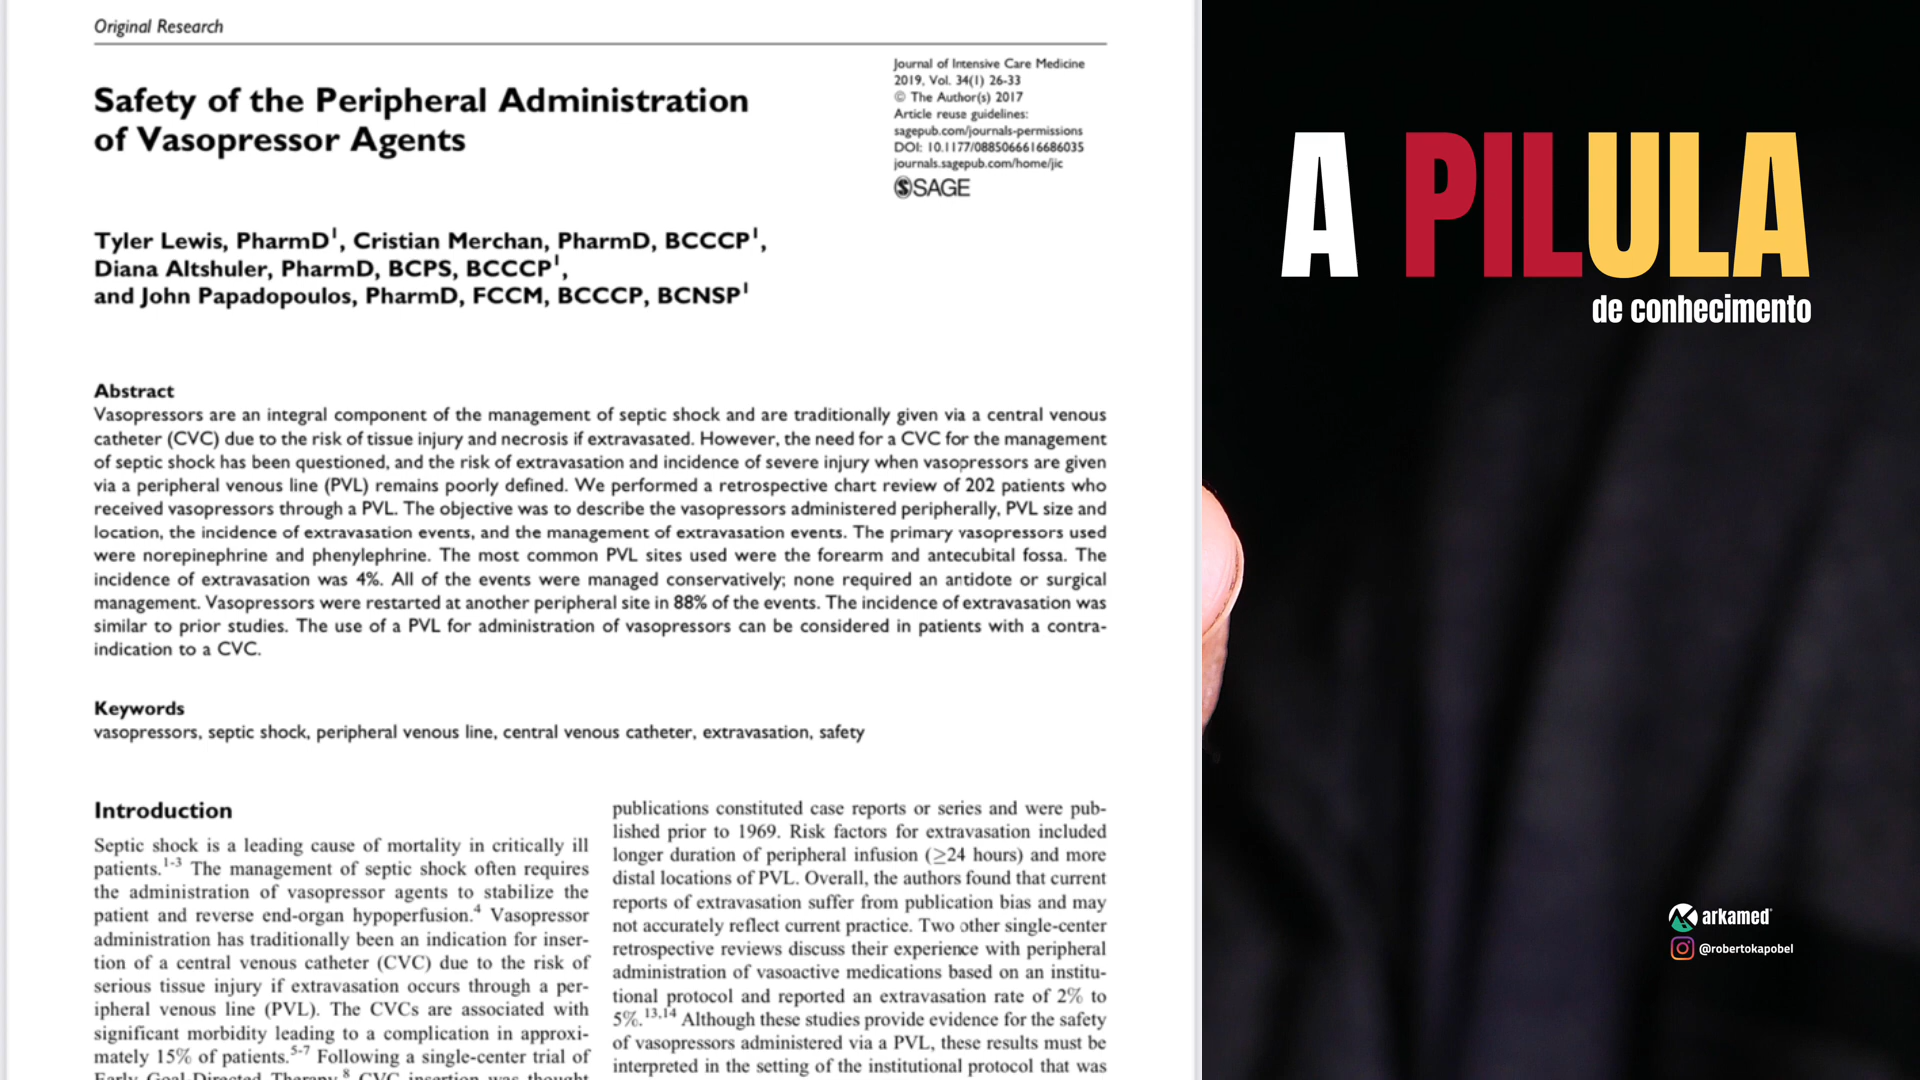 Original Research
Safety of the Peripheral Administration
of Vasopressor Agents
Journal of Intensive Care Medicine
2019, Vol. 34(1) 26-33
© The Author(s) 2017
Article reuse guidelines:
sagepub.com/journals-permissions
DOI: 10.1177/0885066616686035
journals.sagepub.com/home/jic
SAGE
Tyler Lewis, PharmD1, Cristian Merchan, PharmD, BCCCP1,
Diana Altshuler, PharmD, BCPS, BCCCP1,
and John Papadopoulos, PharmD, FCCM, BCCCP, BCNSP1
Abstract
Vasopressors are an integral component of the management of septic shock and are traditionally given via a central venous
catheter (CVC) due to the risk of tissue injury and necrosis if extravasated. However, the need for a CVC for the management
of septic shock has been questioned, and the risk of extravasation and incidence of severe injury when vasopressors are given
via a peripheral venous line (PVL) remains poorly defined. We performed a retrospective chart review of 202 patients who
received vasopressors through a PVL. The objective was to describe the vasopressors administered peripherally, PVL size and
location, the incidence of extravasation events, and the management of extravasation events. The primary vasopressors used
were norepinephrine and phenylephrine. The most common PVL sites used were the forearm and antecubital fossa. The
incidence of extravasation was 4%. All of the events were managed conservatively; none required an antidote or surgical
management. Vasopressors were restarted at another peripheral site in 88% of the events. The incidence of extravasation was
similar to prior studies. The use of a PVL for administration of vasopressors can be considered in patients with a contra-
indication to a CVC.
Keywords
vasopressors, septic shock, peripheral venous line, central venous catheter, extravasation, safety
Introduction
Septic shock is a leading cause of mortality in critically ill
patients.1-3 The management of septic shock often requires
the administration of vasopressor agents to stabilize the
patient and reverse end-organ hypoperfusion.4 Vasopressor
administration has traditionally been an indication for inser-
tion of a central venous catheter (CVC) due to the risk of
serious tissue injury if extravasation occurs through a per-
ipheral venous line (PVL). The CVCs are associated with
significant morbidity leading to a complication in approxi-
mately 15% of patients.5-7 Following a single-center trial of
Early Goal-Directed Therapy,8 CVC insertion was thought
publications constituted case reports or series and were pub-
lished prior to 1969. Risk factors for extravasation included
longer duration of peripheral infusion (≥24 hours) and more
distal locations of PVL. Overall, the authors found that current
reports of extravasation suffer from publication bias and may
not accurately reflect current practice. Two other single-center
retrospective reviews discuss their experience with peripheral
administration of vasoactive medications based on an institu-
tional protocol and reported an extravasation rate of 2% to
5%.13,14 Although these studies provide evidence for the safety
of vasopressors administered via a PVL, these results must be
interpreted in the setting of the institutional protocol that was
A PILULA
de conhecimento
arkamed
@robertokapobel